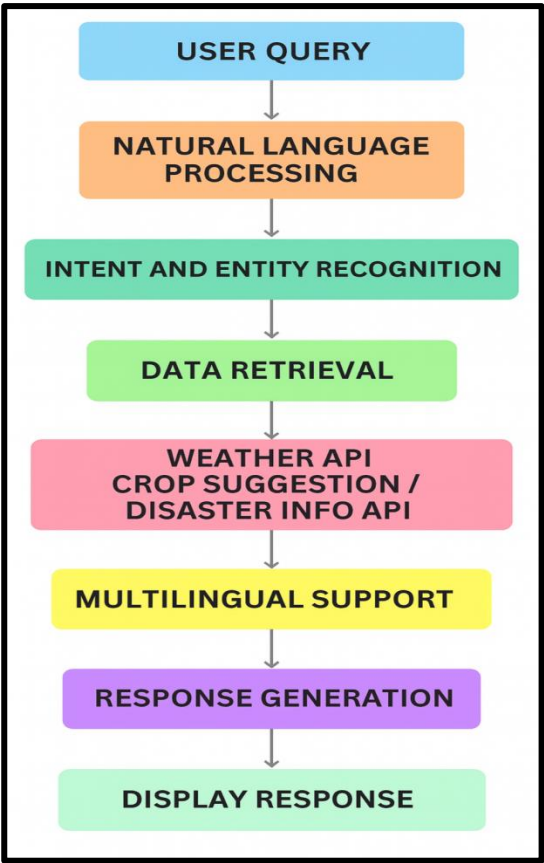 USER QUERY
NATURAL LANGUAGE
PROCESSING
INTENT AND ENTITY RECOGNITION
DATA RETRIEVAL
WEATHER API
CROP SUGGESTION /
DISASTER INFO API
MULTILINGUAL SUPPORT
RESPONSE GENERATION
DISPLAY RESPONSE